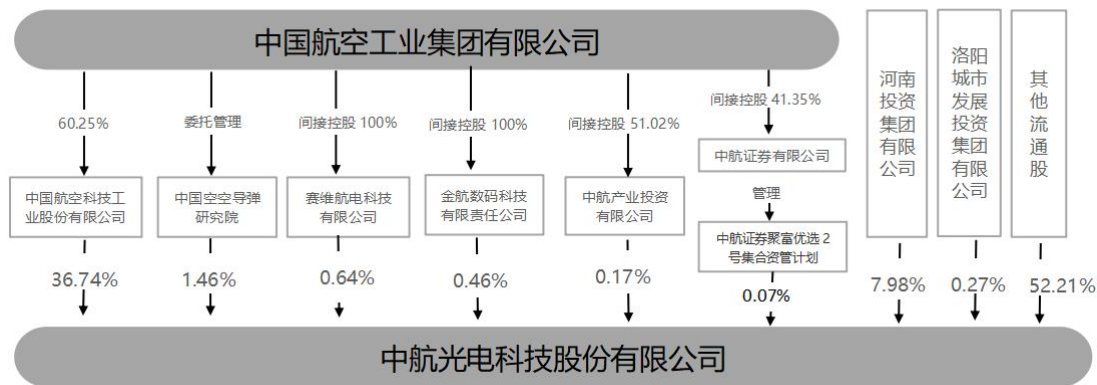 中国航空工业集团有限公司
60.25%
委托管理
间接控股 100%
间接控股 100%
间接控股 51.02%
间接控股 41.35%
中航证券有限公司
管理
中国航空科技工
业股份有限公司
中国空空导弹
研究院
赛维航电科技
有限公司
金航数码科技
有限责任公司
中航产业投资
有限公司
中航证券聚富优选 2
号集合资管计划
河南
投资
集团
有限
公司
洛阳
城市
发展
投资
集团
有限
公司
其
他
流
通
股
36.74%
1.46%
0.64%
0.46%
0.17%
0.07%
7.98%
0.27%
52.21%
中航光电科技股份有限公司